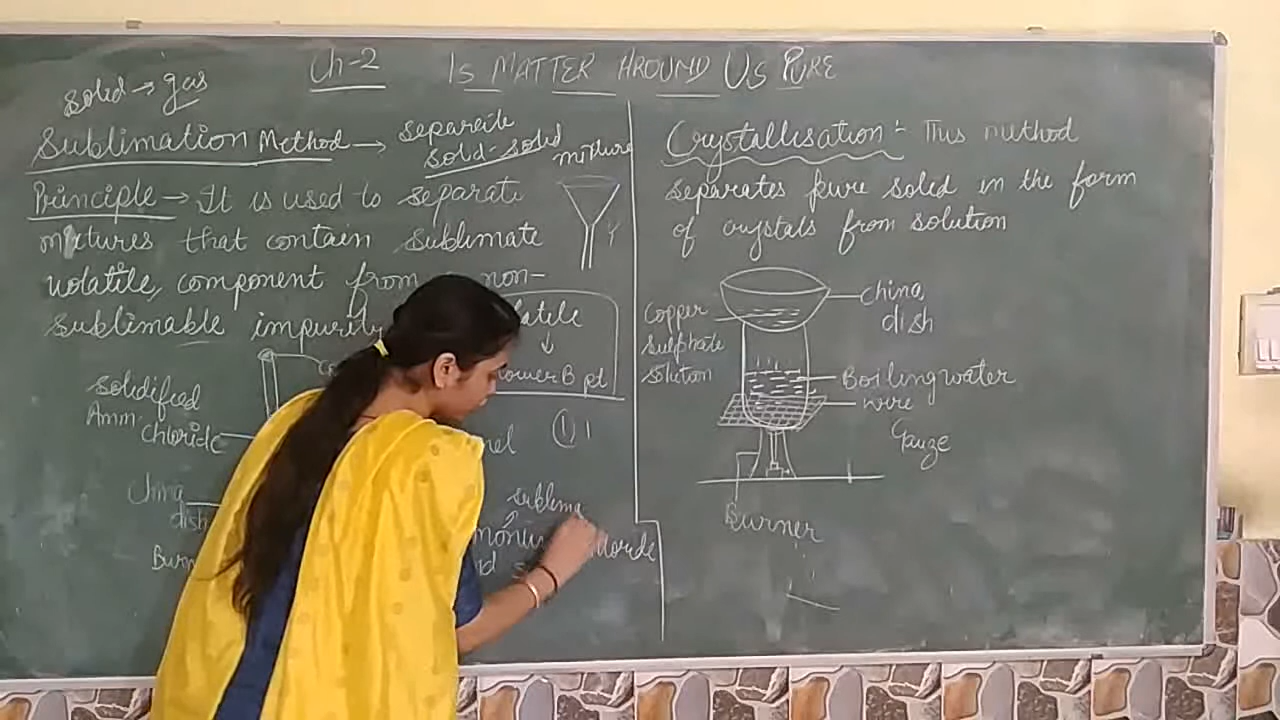 Ch-2 IS MATTER AROUND US PURE
solid → gas
Sublimation Method → separate
solid-solid
mixture
Principle → It is used to separate
mixtures that contain sublimate
volatile, component from non-
sublimable impurity
lower B pt
solidified
Amm
chloride
China
dish
sublima
chloride
Crystallisation :- This method
separates pure solid in the form
of crystals from solution
Copper
Sulphate
Solution
China
dish
Boiling water
wire
Gauze
Burner